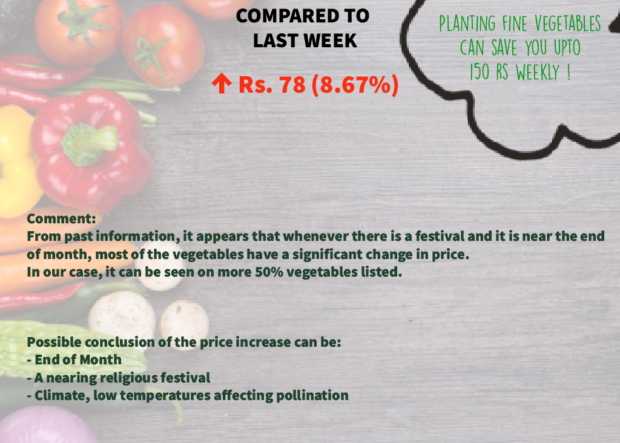 COMPARED TO
LAST WEEK
↑ Rs. 78 (8.67%)
PLANTING FINE VEGETABLES
CAN SAVE YOU UPTO
150 RS WEEKLY !
Comment:
From past information, it appears that whenever there is a festival and it is near the end
of month, most of the vegetables have a significant change in price.
In our case, it can be seen on more 50% vegetables listed.
Possible conclusion of the price increase can be:
- End of Month
- A nearing religious festival
- Climate, low temperatures affecting pollination